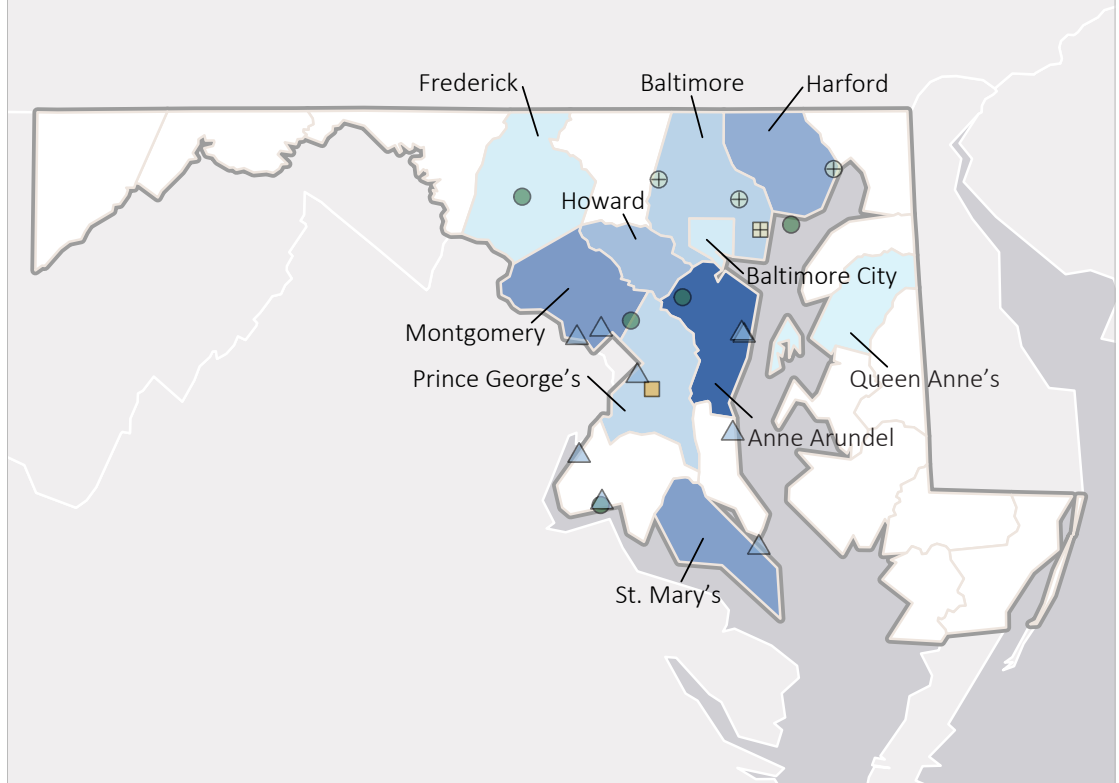 Frederick
Baltimore
Harford
Howard
Baltimore City
Montgomery
Prince George’s
Queen Anne’s
Anne Arundel
St. Mary’s